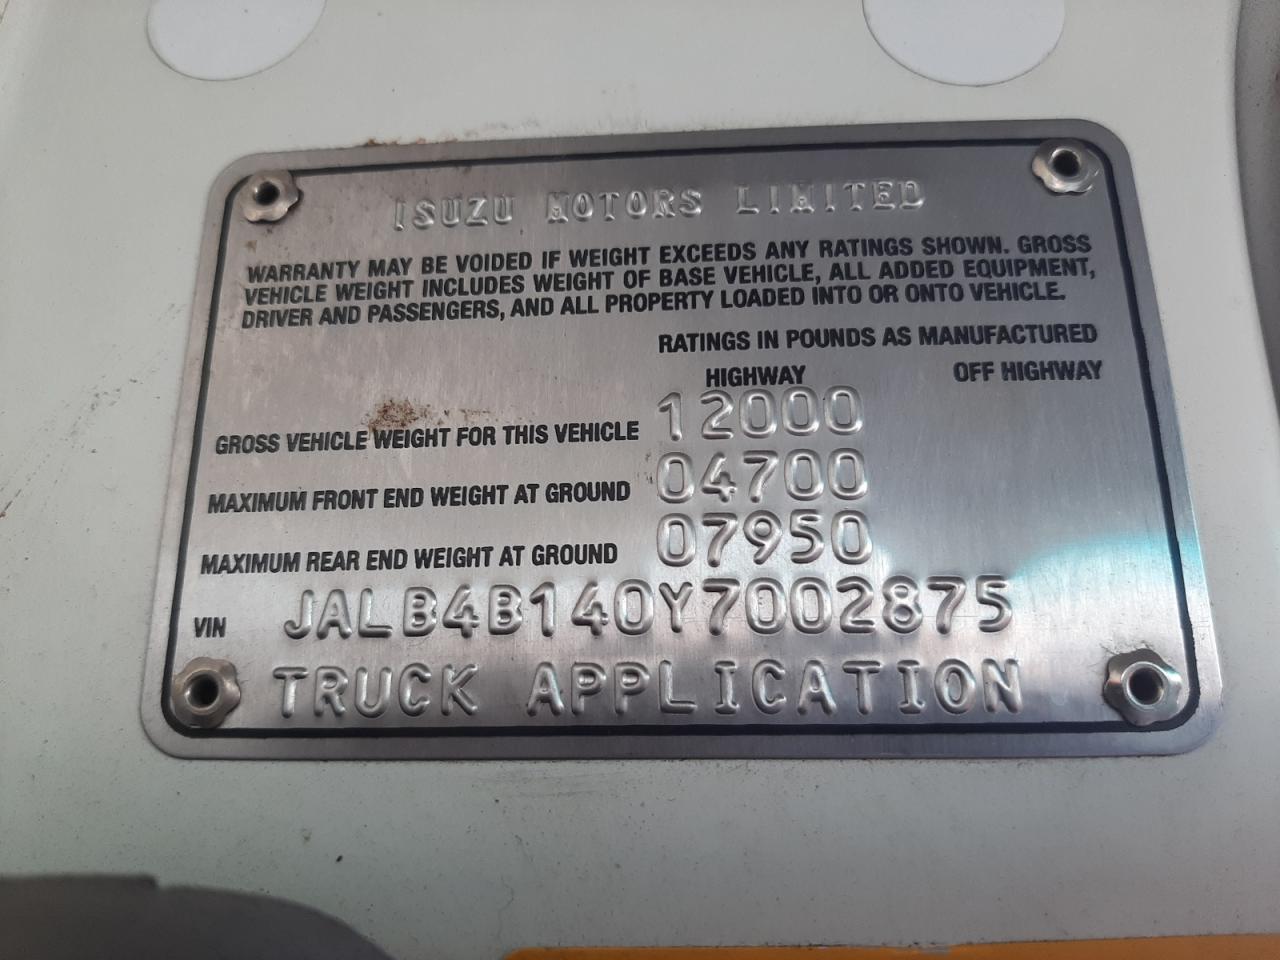 ISUZU MOTORS LIMITED
WARRANTY MAY BE VOIDED IF WEIGHT EXCEEDS ANY RATINGS SHOWN. GROSS
VEHICLE WEIGHT INCLUDES WEIGHT OF BASE VEHICLE, ALL ADDED EQUIPMENT,
DRIVER AND PASSENGERS, AND ALL PROPERTY LOADED INTO OR ONTO VEHICLE.
RATINGS IN POUNDS AS MANUFACTURED
HIGHWAY OFF HIGHWAY
GROSS VEHICLE WEIGHT FOR THIS VEHICLE 12000
MAXIMUM FRONT END WEIGHT AT GROUND 04700
MAXIMUM REAR END WEIGHT AT GROUND 07950
VIN JALB4B140Y7002875
TRUCK APPLICATION